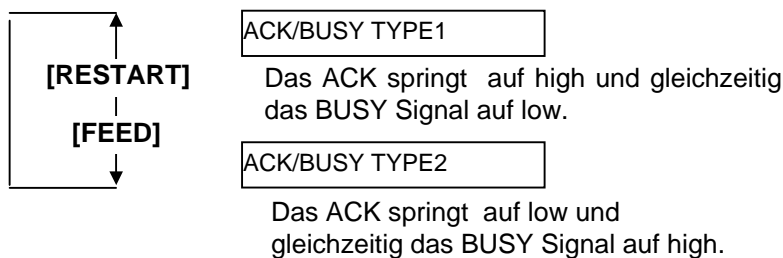 ACK/BUSY TYPE1
[RESTART]
Das ACK springt auf high und gleichzeitig
das BUSY Signal auf low.
[FEED]
ACK/BUSY TYPE2
Das ACK springt auf low und
gleichzeitig das BUSY Signal auf high.